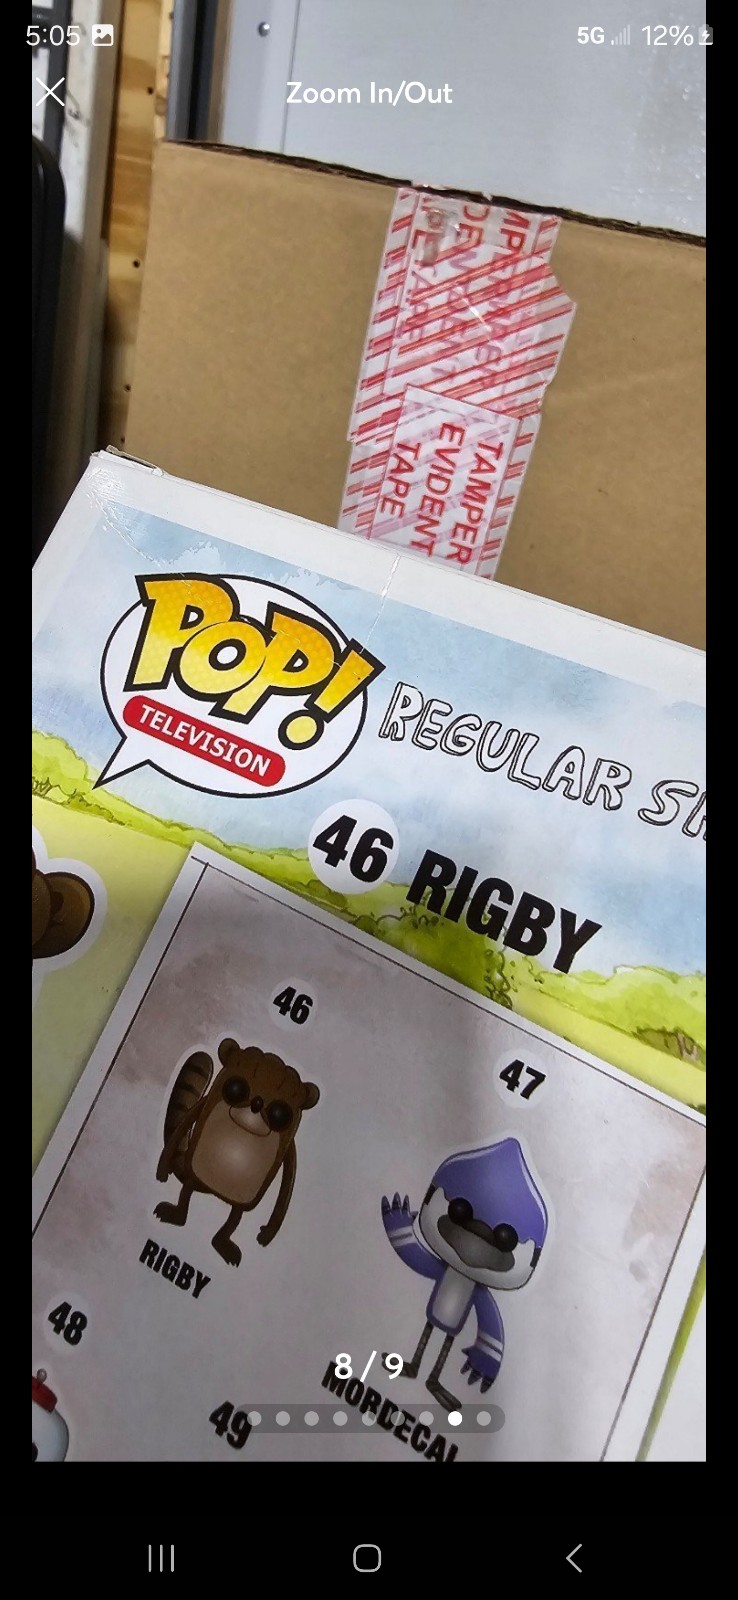 5:05
5G
12%
Zoom In/Out
TAMPER
EVIDENT
TAPE
POP!
TELEVISION
REGULAR
46 RIGBY
46
47
RIGBY
48
8/9
MORDECAI
49